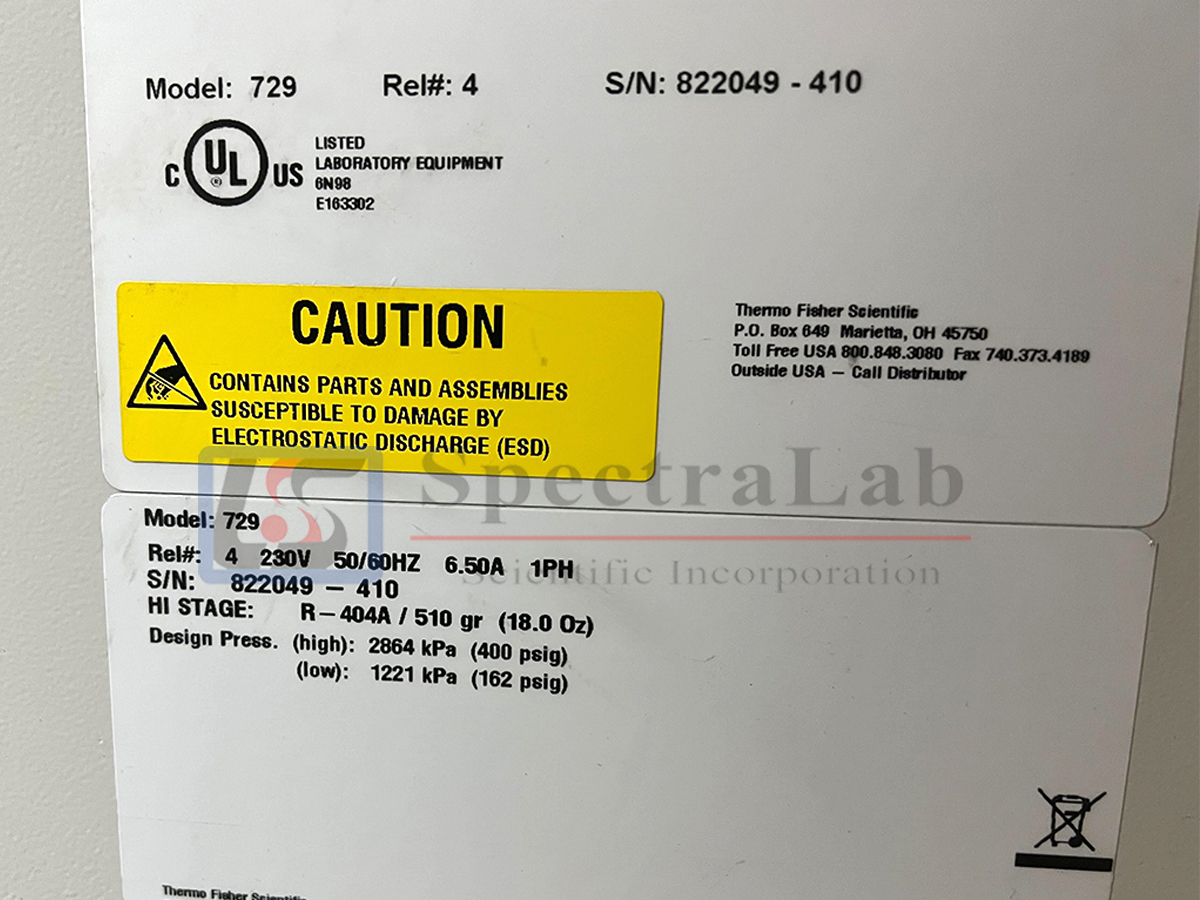 Model: 729 Rel#: 4 S/N: 822049 - 410
C UL ® US
LISTED
LABORATORY EQUIPMENT
6N98
E163302
CAUTION
CONTAINS PARTS AND ASSEMBLIES
SUSCEPTIBLE TO DAMAGE BY
ELECTROSTATIC DISCHARGE (ESD)
Thermo Fisher Scientific
P.O. Box 649 Marietta, OH 45750
Toll Free USA 800.848.3080 Fax 740.373.4189
Outside USA – Call Distributor
LS SpectraLab
Scientific Incorporation
Model: 729
Rel#: 4 230V 50/60HZ 6.50A 1PH
S/N: 822049 – 410
HI STAGE: R–404A / 510 gr (18.0 Oz)
Design Press. (high): 2864 kPa (400 psig)
(low): 1221 kPa (162 psig)
Thermo Fisher Scientific